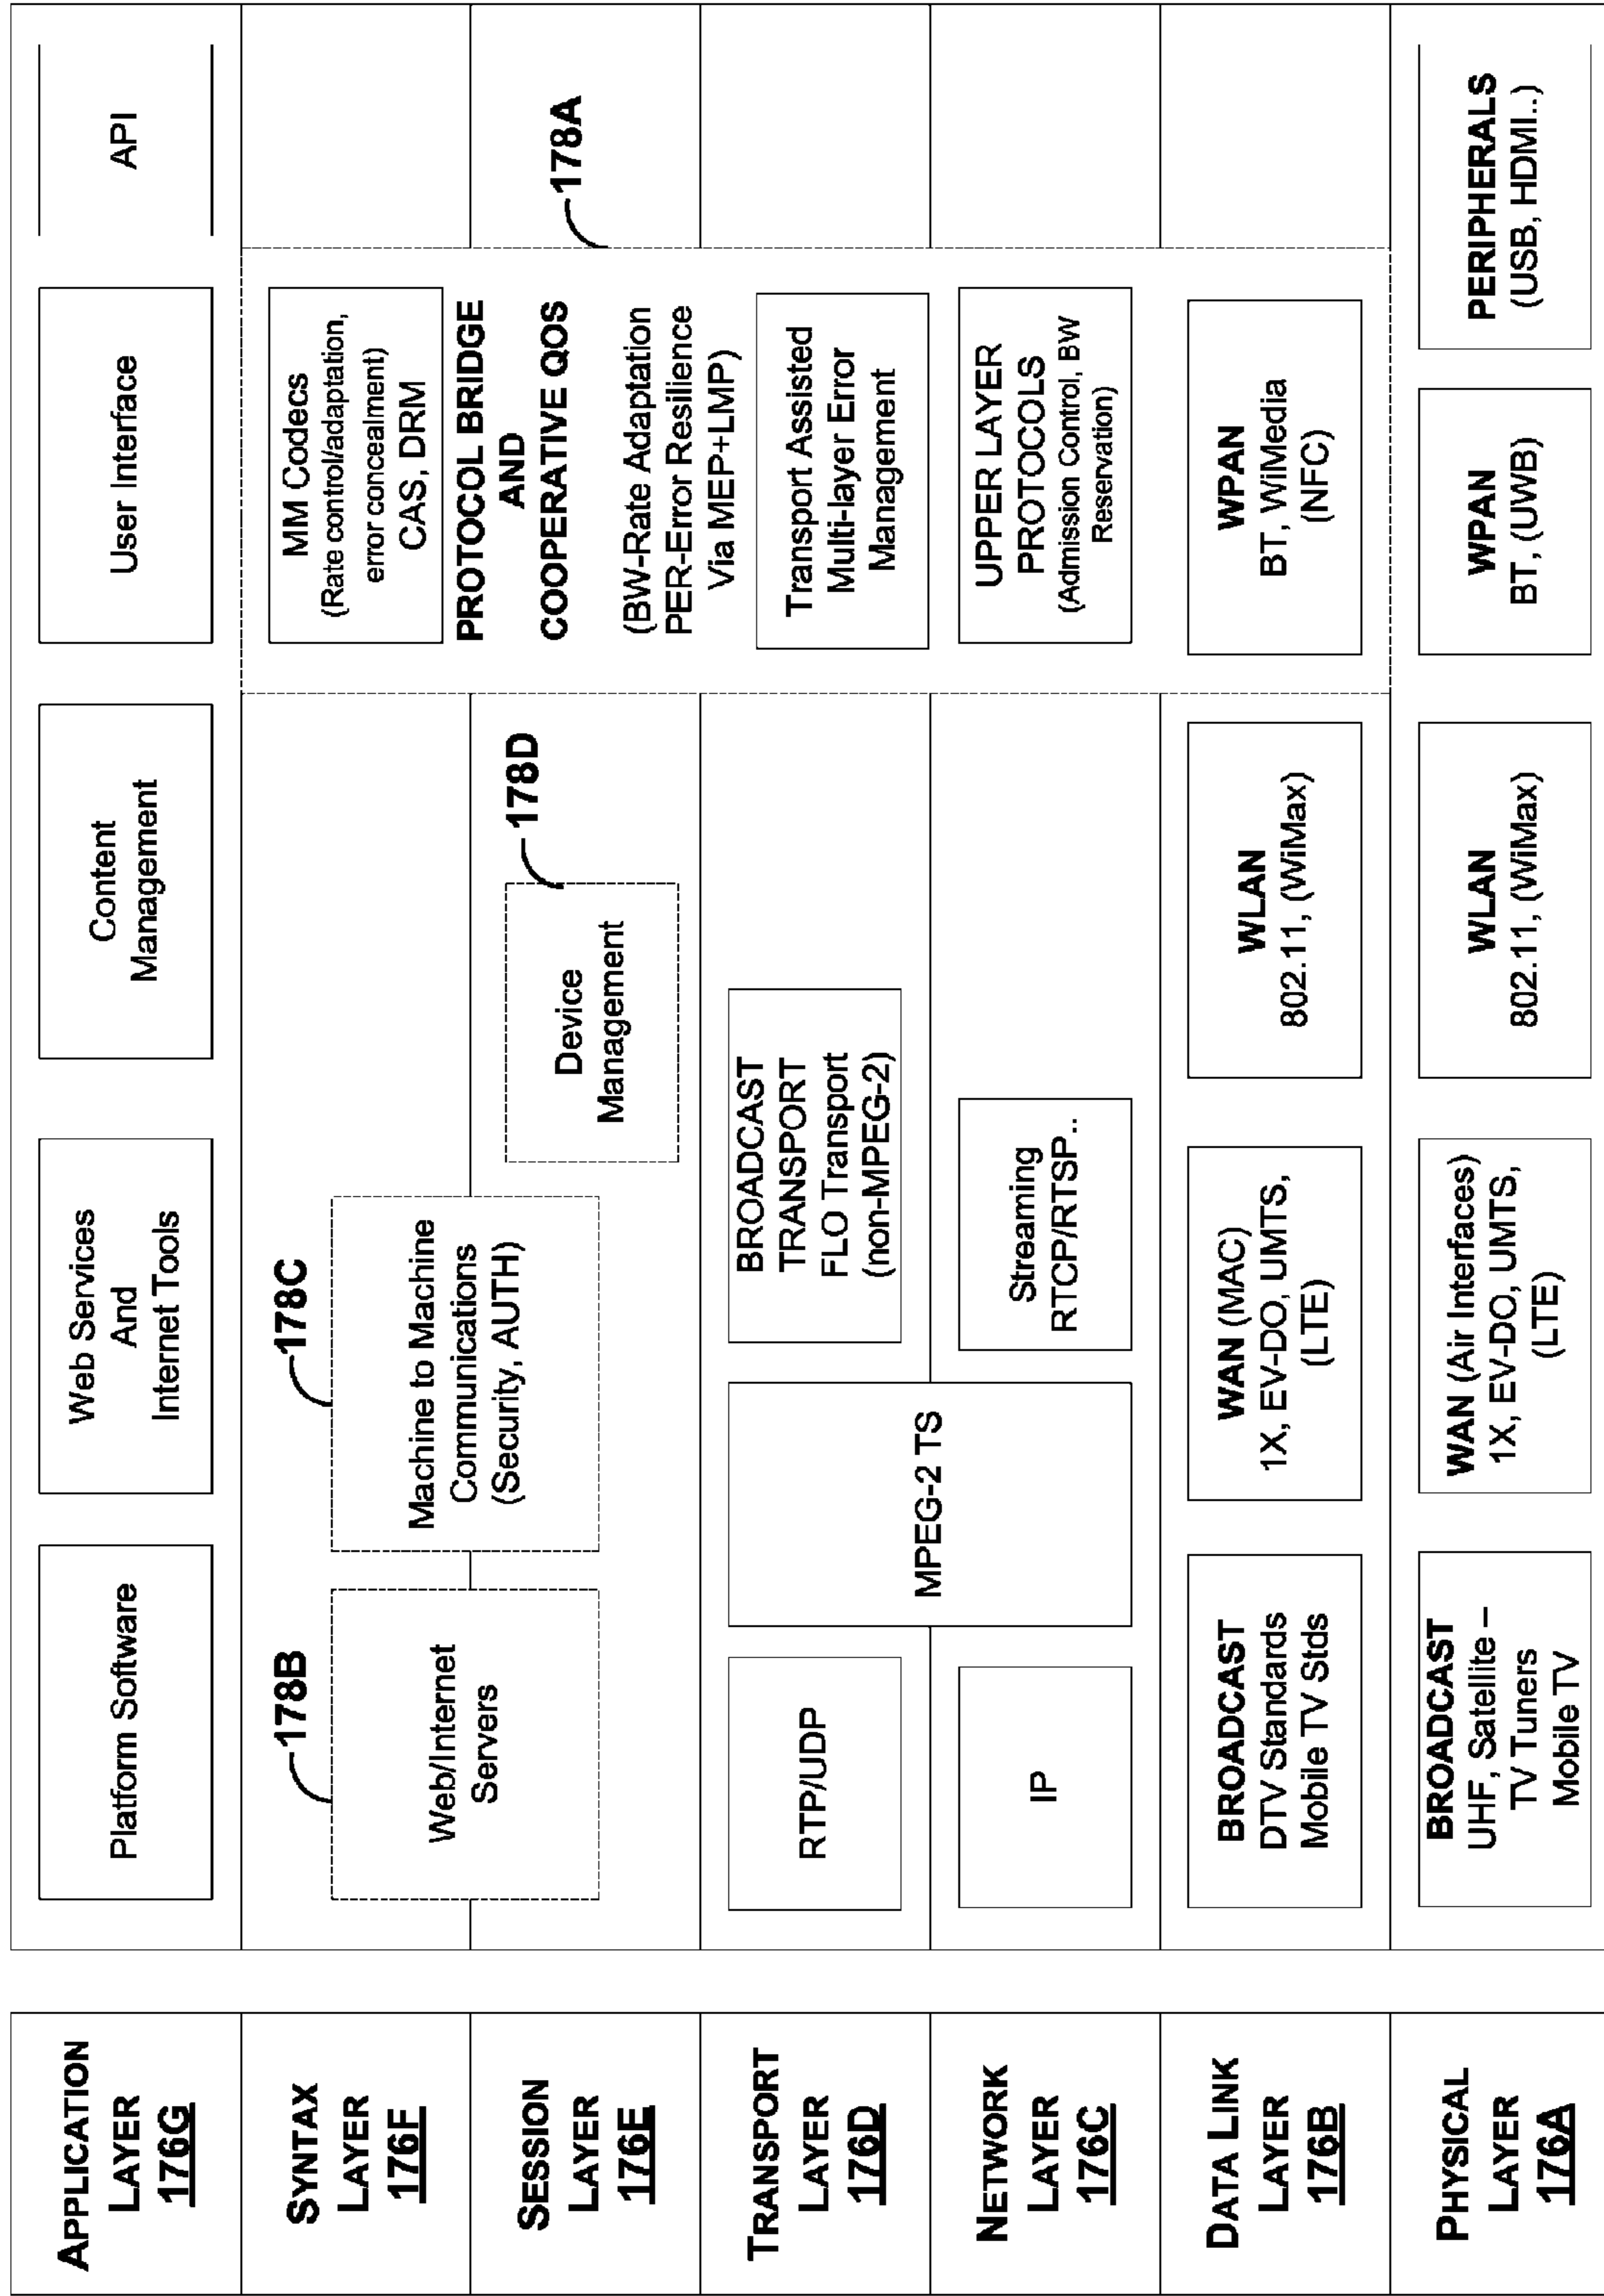 APPLICATION
LAYER
176G
Platform Software
Web Services
And
Internet Tools
Content
Management
User Interface
API
SYNTAX
LAYER
176F
SESSION
LAYER
176E
178B
Web/Internet
Servers
178C
Machine to Machine
Communications
(Security, AUTH)
178D
Device
Management
178A
MM Codecs
(Rate control/adaptation,
error concealment)
CAS, DRM
PROTOCOL BRIDGE
AND
COOPERATIVE QOS
(BW-Rate Adaptation
PER-Error Resilience
Via MEP+LMP)
TRANSPORT
LAYER
176D
RTP/UDP
MPEG-2 TS
BROADCAST
TRANSPORT
FLO Transport
(non-MPEG-2)
Transport Assisted
Multi-layer Error
Management
NETWORK
LAYER
176C
IP
Streaming
RTCP/RTSP..
UPPER LAYER
PROTOCOLS
(Admission Control, BW
Reservation)
DATA LINK
LAYER
176B
BROADCAST
DTV Standards
Mobile TV Stds
WAN (MAC)
1X, EV-DO, UMTS,
(LTE)
WLAN
802.11, (WiMax)
WPAN
BT, WiMedia
(NFC)
PHYSICAL
LAYER
176A
BROADCAST
UHF, Satellite –
TV Tuners
Mobile TV
WAN (Air Interfaces)
1X, EV-DO, UMTS,
(LTE)
WLAN
802.11, (WiMax)
WPAN
BT, (UWB)
PERIPHERALS
(USB, HDMI..)